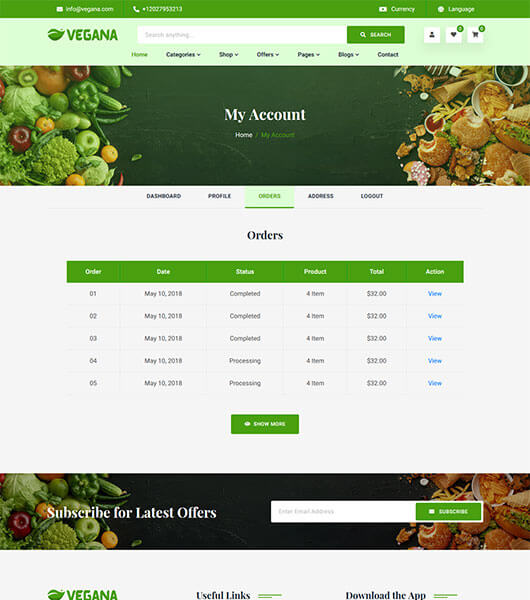 info@vegana.com +12027953213 Currency Language
VEGANA Search anything... SEARCH 0 0
Home Categories Shop Offers Pages Blogs Contact
My Account
Home / My Account
DASHBOARD PROFILE ORDERS ADDRESS LOGOUT
Orders
Order Date Status Product Total Action
01 May 10, 2018 Completed 4 Item $32.00 View
02 May 10, 2018 Completed 4 Item $32.00 View
03 May 10, 2018 Completed 4 Item $32.00 View
04 May 10, 2018 Processing 4 Item $32.00 View
05 May 10, 2018 Processing 4 Item $32.00 View
SHOW MORE
Subscribe for Latest Offers Enter Email Address SUBSCRIBE
VEGANA Useful Links Download the App